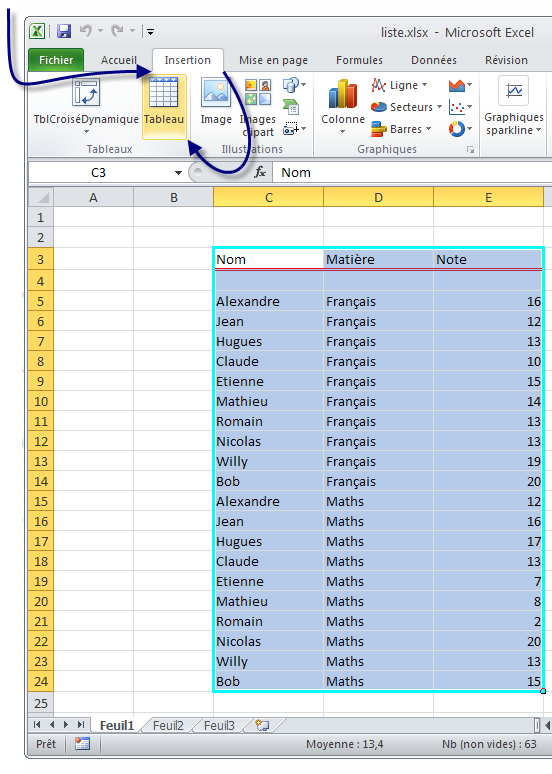 liste.xlsx - Microsoft Excel
Fichier Accueil Insertion Mise en page Formules Données Révision
TblCroiséDynamique Tableau Image Images clipart Colonne Ligne Secteurs Barres Graphiques sparkline
Tableaux Illustrations Graphiques
C3 fx Nom
A B C D E
1
2
3 Nom Matière Note
4
5 Alexandre Français 16
6 Jean Français 12
7 Hugues Français 13
8 Claude Français 10
9 Etienne Français 15
10 Mathieu Français 14
11 Romain Français 13
12 Nicolas Français 13
13 Willy Français 19
14 Bob Français 20
15 Alexandre Maths 12
16 Jean Maths 16
17 Hugues Maths 17
18 Claude Maths 13
19 Etienne Maths 7
20 Mathieu Maths 8
21 Romain Maths 2
22 Nicolas Maths 20
23 Willy Maths 13
24 Bob Maths 15
25
Feuil1 Feuil2 Feuil3
Prêt Moyenne : 13,4 Nb (non vides) : 63